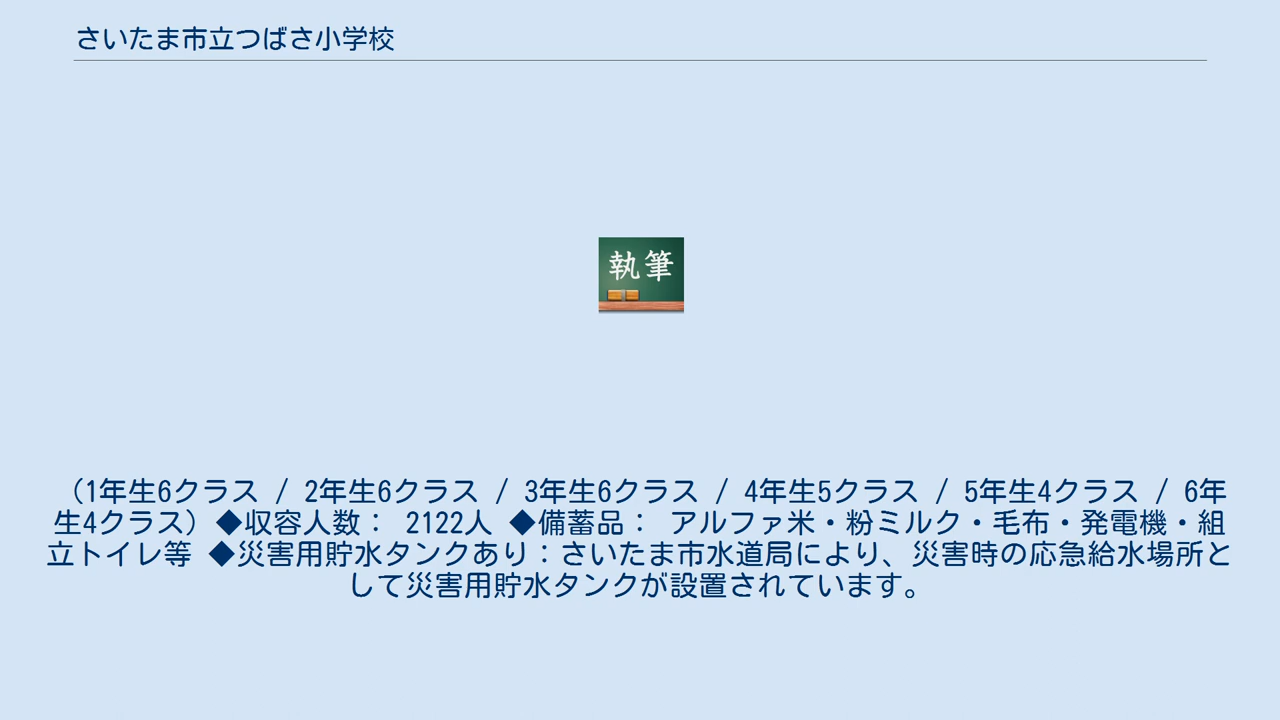 さいたま市立つばさ小学校
執筆
（1年生6クラス / 2年生6クラス / 3年生6クラス / 4年生5クラス / 5年生4クラス / 6年
生4クラス）◆収容人数： 2122人 ◆備蓄品： アルファ米・粉ミルク・毛布・発電機・組
立トイレ等 ◆災害用貯水タンクあり：さいたま市水道局により、災害時の応急給水場所と
して災害用貯水タンクが設置されています。